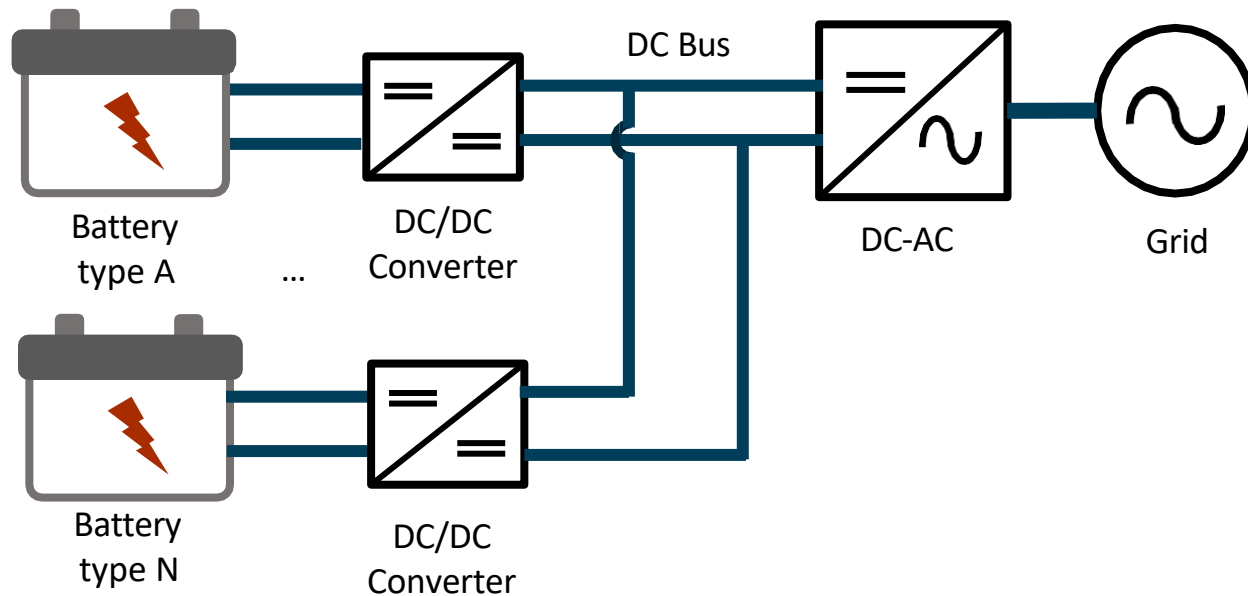 DC Bus
Battery
type A
...
DC/DC
Converter
DC-AC
Grid
Battery
type N
DC/DC
Converter